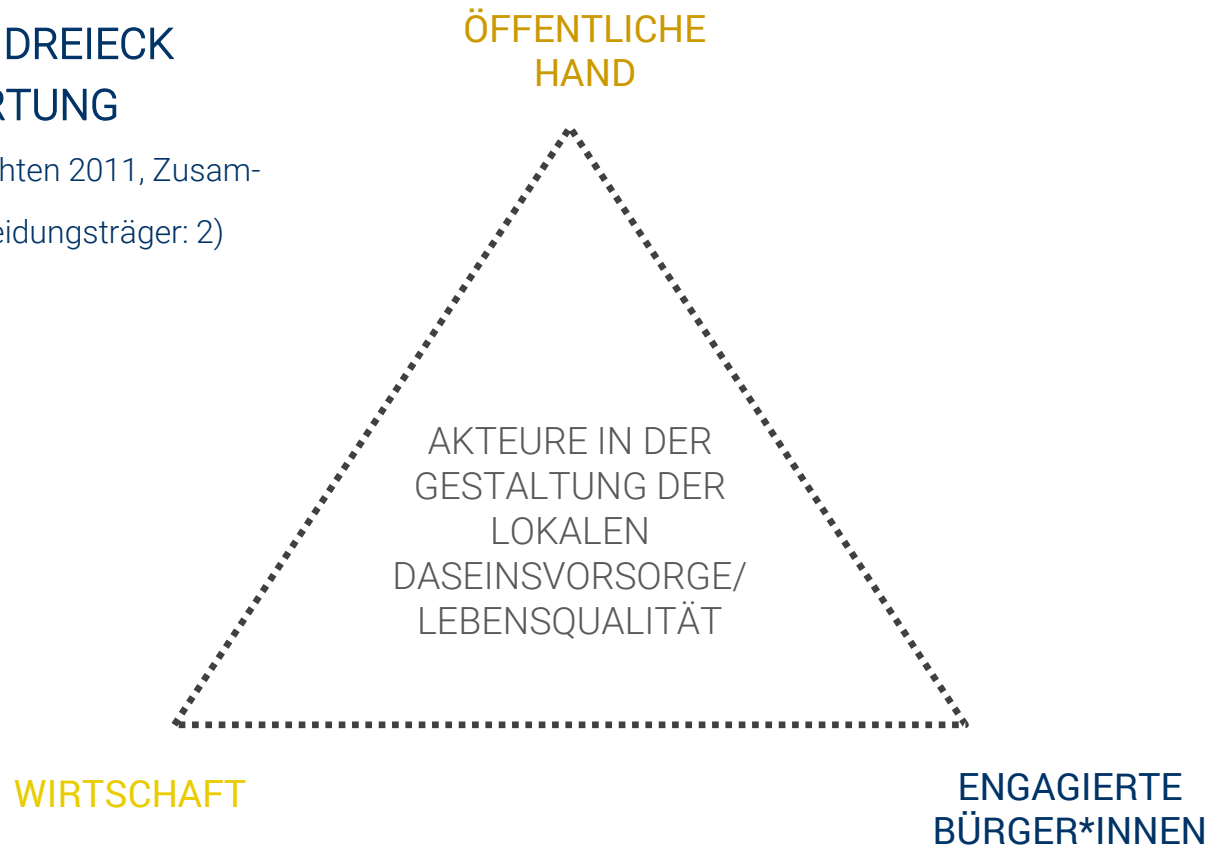 DREIECK
RTUNG
hten 2011, Zusam-
eidungsträger: 2)
ÖFFENTLICHE
HAND
AKTEURE IN DER
GESTALTUNG DER
LOKALEN
DASEINSVORSORGE/
LEBENSQUALITÄT
WIRTSCHAFT
ENGAGIERTE
BÜRGER*INNEN